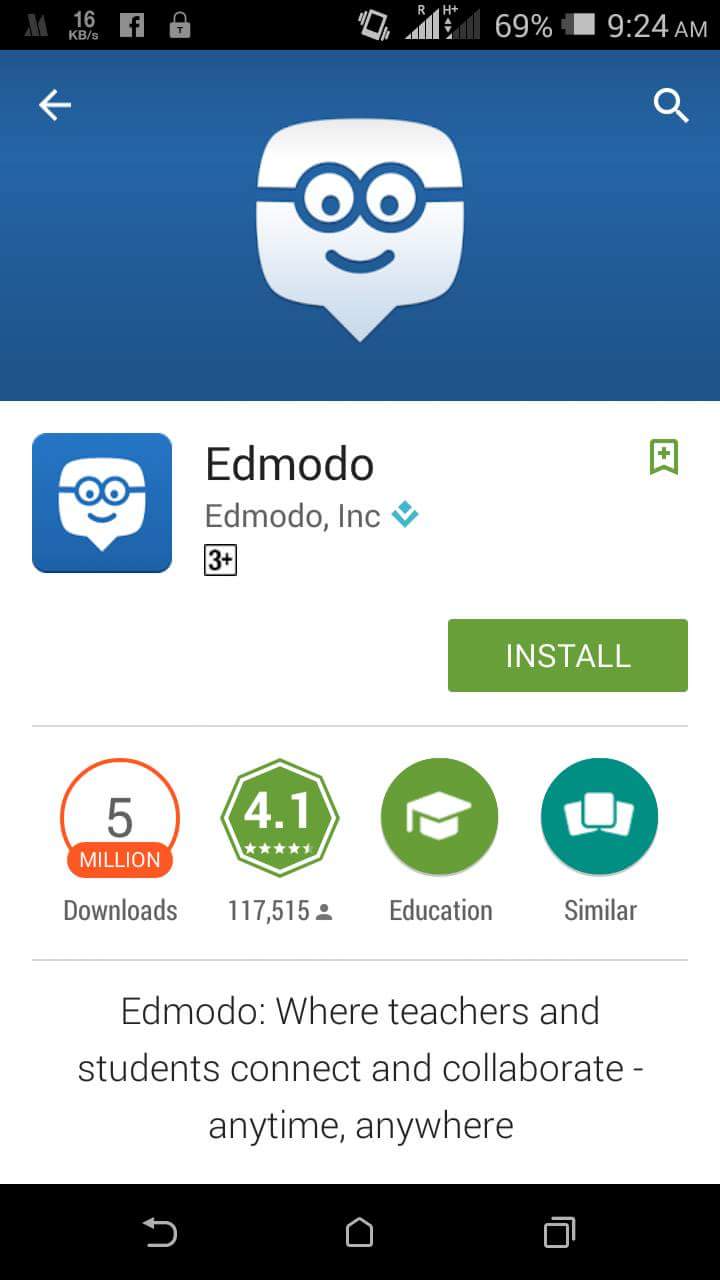 16
KB/s
R H+
69%
9:24 AM
Edmodo
Edmodo, Inc
3+
INSTALL
5
MILLION
Downloads
4.1
117,515
Education
Similar
Edmodo: Where teachers and
students connect and collaborate -
anytime, anywhere